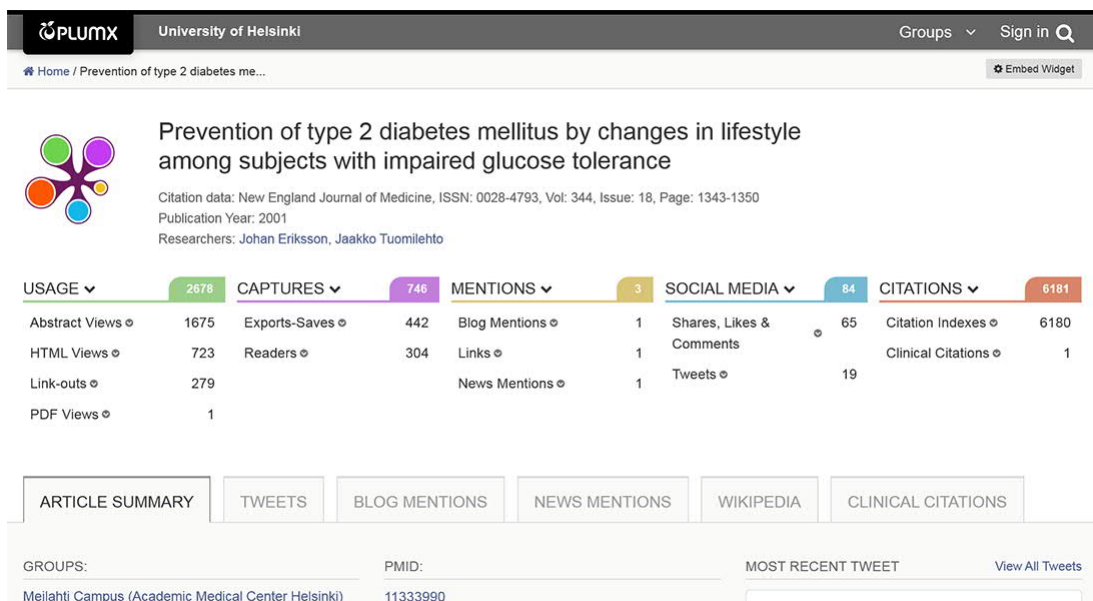 PLUMX
University of Helsinki
Groups
Sign in
Home / Prevention of type 2 diabetes me...
Embed Widget
Prevention of type 2 diabetes mellitus by changes in lifestyle
among subjects with impaired glucose tolerance
Citation data: New England Journal of Medicine, ISSN: 0028-4793, Vol: 344, Issue: 18, Page: 1343-1350
Publication Year: 2001
Researchers: Johan Eriksson, Jaakko Tuomilehto
USAGE 2678
Abstract Views 1675
HTML Views 723
Link-outs 279
PDF Views 1
CAPTURES 746
Exports-Saves 442
Readers 304
MENTIONS 3
Blog Mentions 1
Links 1
News Mentions 1
SOCIAL MEDIA 84
Shares, Likes & 65
Comments
Tweets 19
CITATIONS 6181
Citation Indexes 6180
Clinical Citations 1
ARTICLE SUMMARY
TWEETS
BLOG MENTIONS
NEWS MENTIONS
WIKIPEDIA
CLINICAL CITATIONS
GROUPS:
Meilahti Campus (Academic Medical Center Helsinki)
PMID:
11333990
MOST RECENT TWEET
View All Tweets